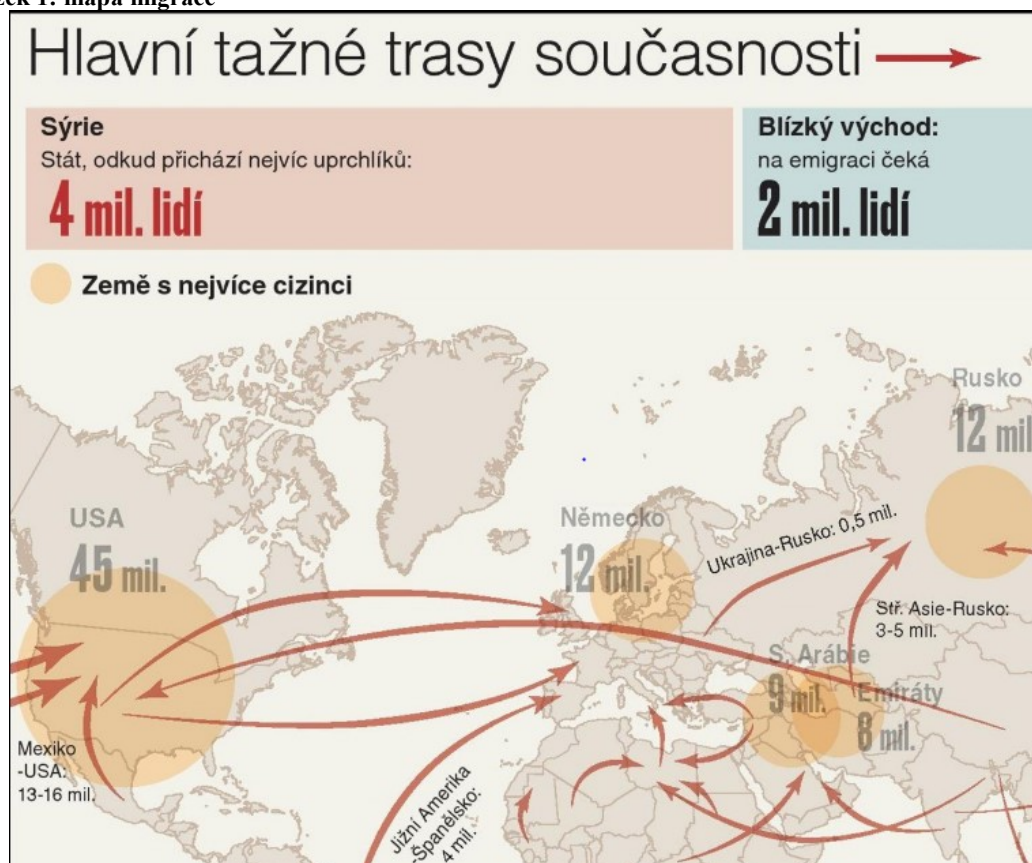 mapa migrace
Hlavní tažné trasy současnosti
Sýrie
Stát, odkud přichází nejvíc uprchlíků:
4 mil. lidí
Blízký východ:
na emigraci čeká
2 mil. lidí
Země s nejvíce cizinci
Rusko
12 mil
USA
45 mil.
Německo
12 mil.
Ukrajina-Rusko: 0,5 mil.
Stř. Asie-Rusko:
3-5 mil.
S. Arábie
9 mil.
Emiráty
8 mil.
Mexiko
-USA:
13-16 mil.
Jižní Amerika
-Španělsko:
4 mil.